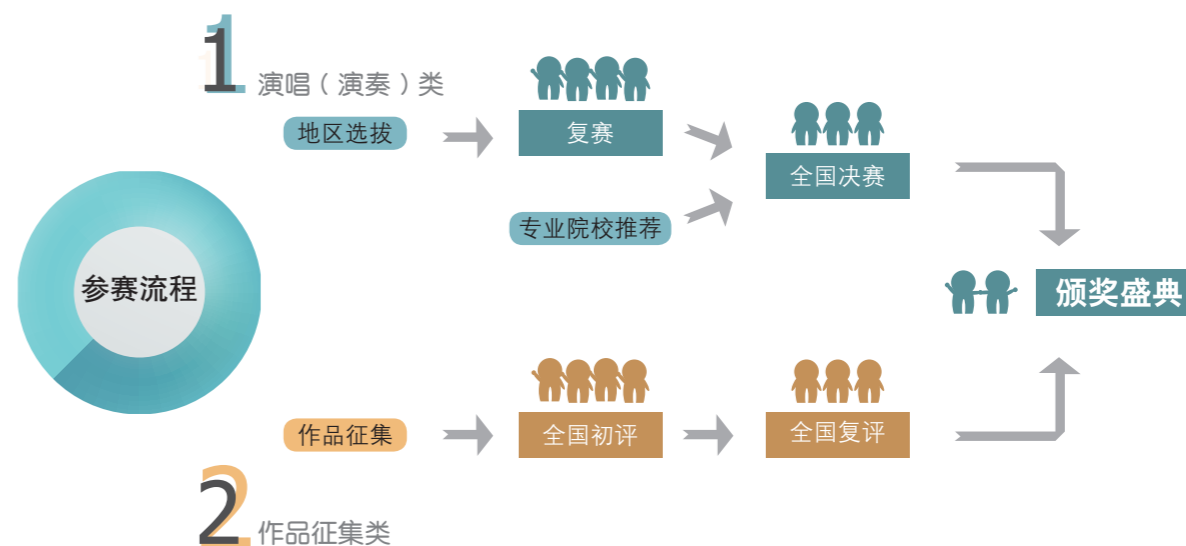 1
演唱（演奏）类
地区选拔
复赛
全国决赛
专业院校推荐
参赛流程
颁奖盛典
作品征集
全国初评
全国复评
2
作品征集类